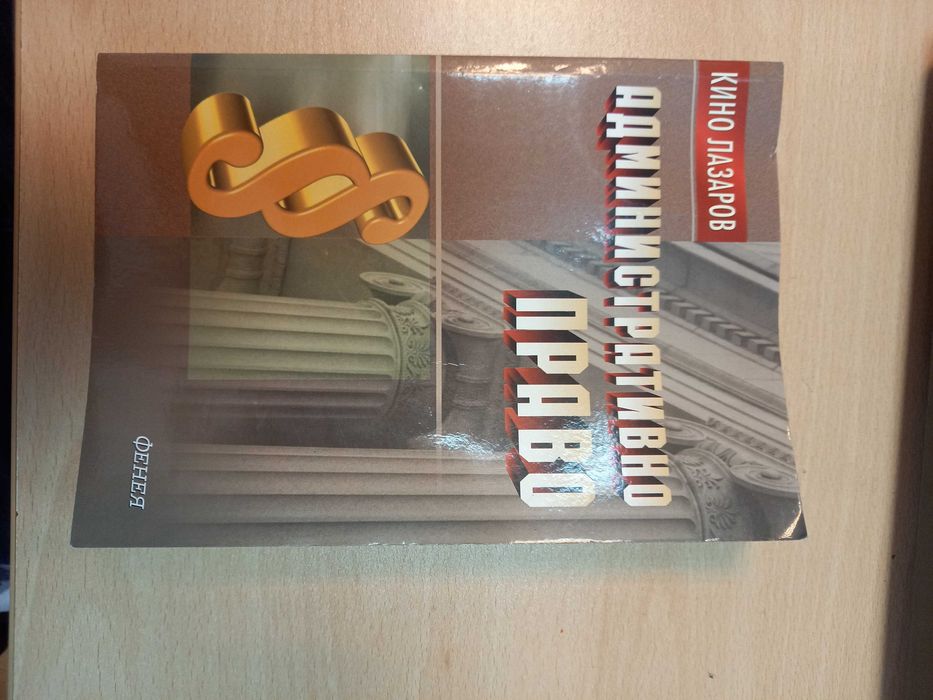 КИНО ЛАЗАРОВ
АДМИНИСТРАТИВНО
ПРАВО
§
ФЕНЕЯ